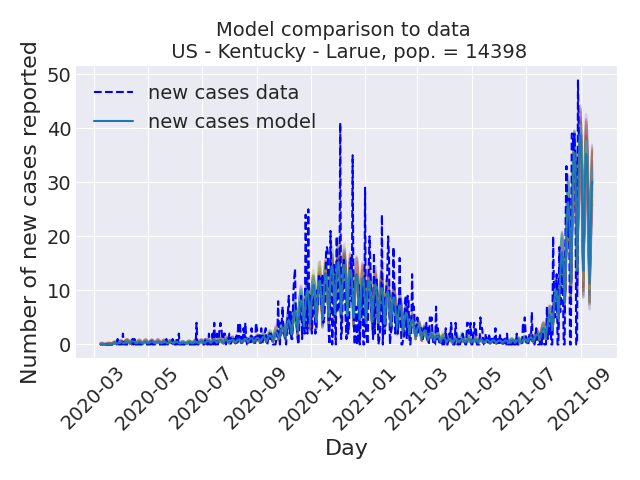 Model comparison to data
US - Kentucky - Larue, pop. = 14398
Number of new cases reported
50
40
30
20
10
0
new cases data
new cases model
2020-03
2020-05
2020-07
2020-09
2020-11
2021-01
2021-03
2021-05
2021-07
2021-09
Day